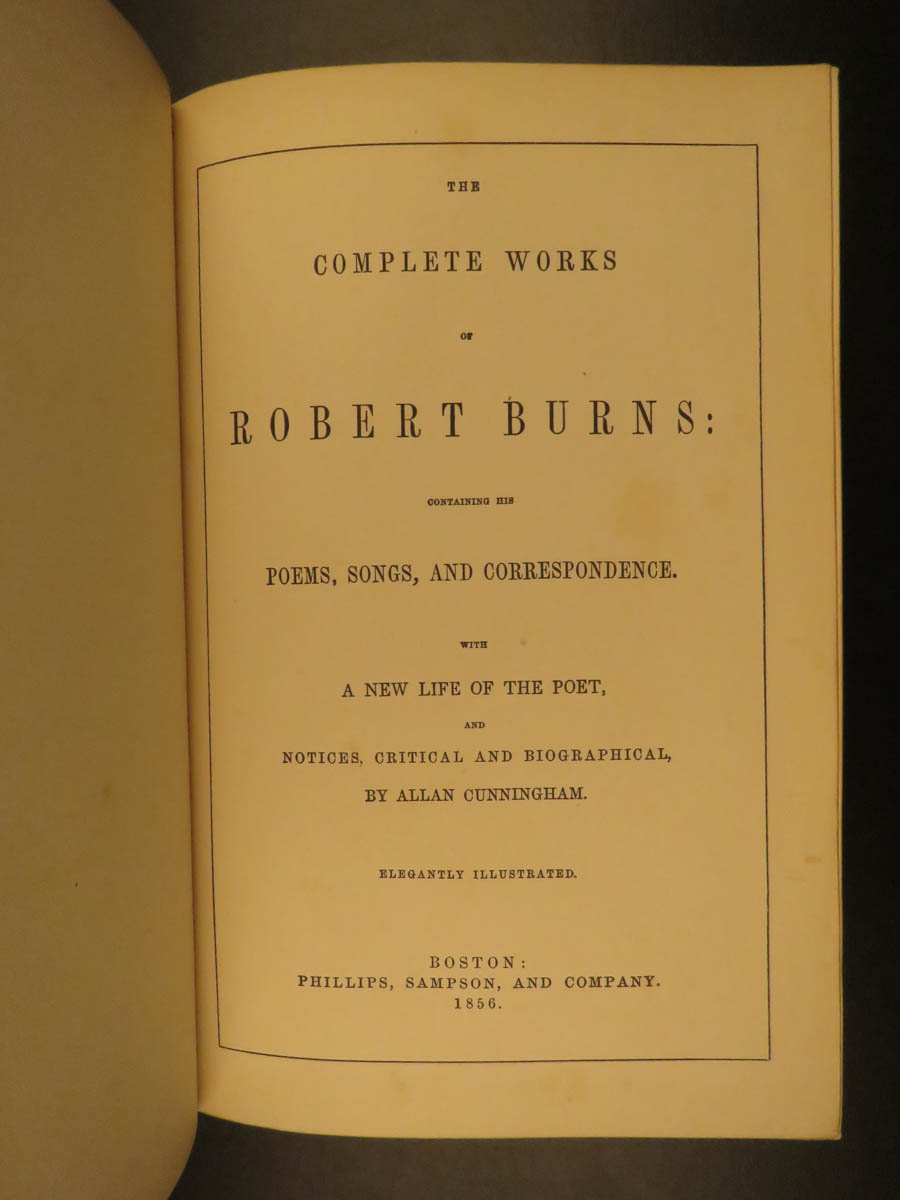 THE
COMPLETE WORKS
OF
ROBERT BURNS:
CONTAINING HIS
POEMS, SONGS, AND CORRESPONDENCE.
WITH
A NEW LIFE OF THE POET,
AND
NOTICES, CRITICAL AND BIOGRAPHICAL,
BY ALLAN CUNNINGHAM.
ELEGANTLY ILLUSTRATED.
BOSTON:
PHILLIPS, SAMPSON, AND COMPANY.
1856.